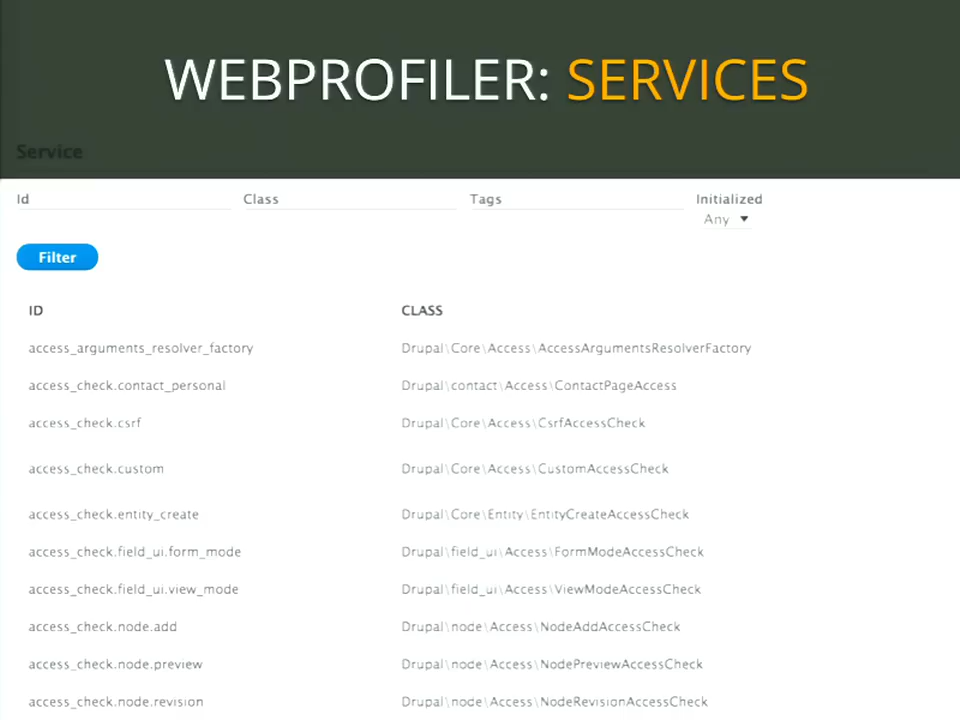 WEBPROFILER: SERVICES
Service
Id Class Tags Initialized
Any
Filter
ID CLASS
access_arguments_resolver_factory Drupal\Core\Access\AccessArgumentsResolverFactory
access_check.contact_personal Drupal\contact\Access\ContactPageAccess
access_check.csrf Drupal\Core\Access\CsrfAccessCheck
access_check.custom Drupal\Core\Access\CustomAccessCheck
access_check.entity_create Drupal\Core\Entity\EntityCreateAccessCheck
access_check.field_ui.form_mode Drupal\field_ui\Access\FormModeAccessCheck
access_check.field_ui.view_mode Drupal\field_ui\Access\ViewModeAccessCheck
access_check.node.add Drupal\node\Access\NodeAddAccessCheck
access_check.node.preview Drupal\node\Access\NodePreviewAccessCheck
access_check.node.revision Drupal\node\Access\NodeRevisionAccessCheck